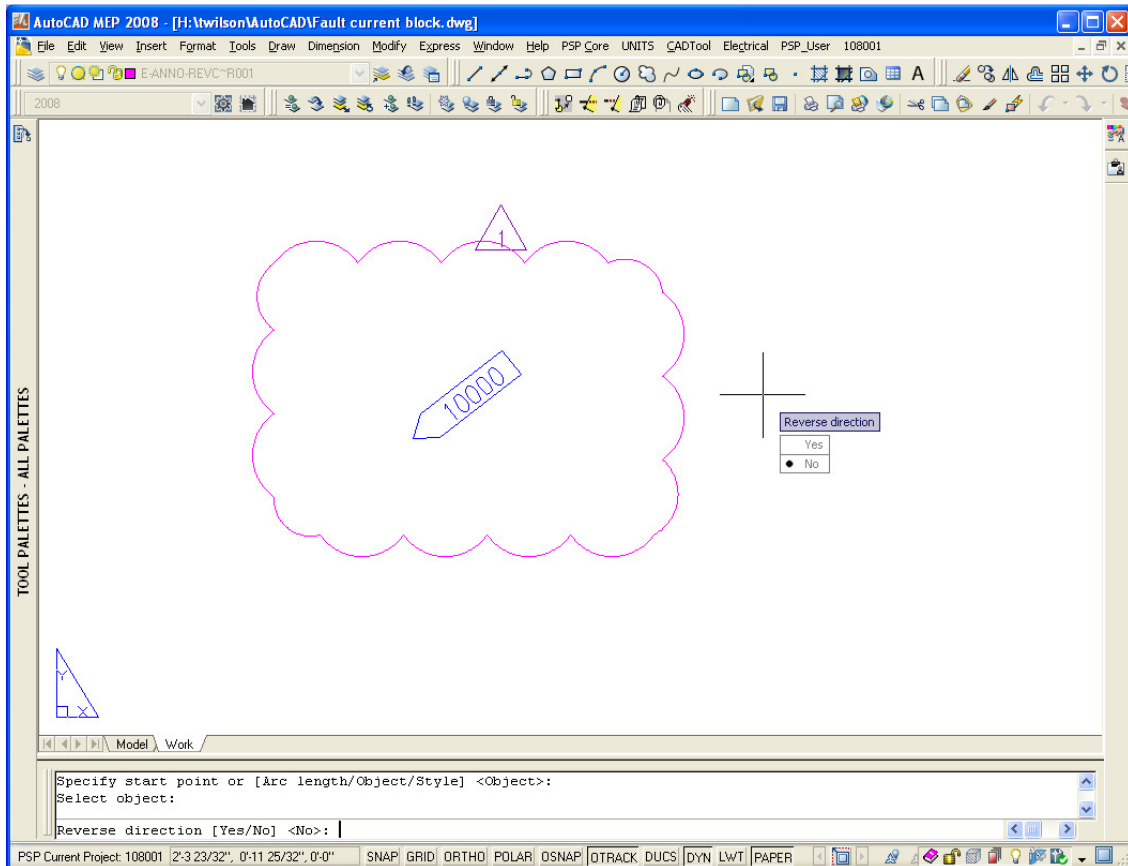 AutoCAD MEP 2008 - [H:\twilson\AutoCAD\Fault current block.dwg]
File Edit View Insert Format Tools Draw Dimension Modify Express Window Help PSP Core UNITS CADTool Electrical PSP_User 108001
E-ANNO-REVC~R001
A
2008
1
10000
Reverse direction
Yes
No
TOOL PALETTES - ALL PALETTES
Y
X
Model Work
Specify start point or [Arc length/Object/Style] <Object>:
Select object:
Reverse direction [Yes/No] <No>:
PSP Current Project: 108001 2'-3 23/32", 0'-11 25/32", 0'-0" SNAP GRID ORTHO POLAR OSNAP OTRACK DUCS DYN LWT PAPER